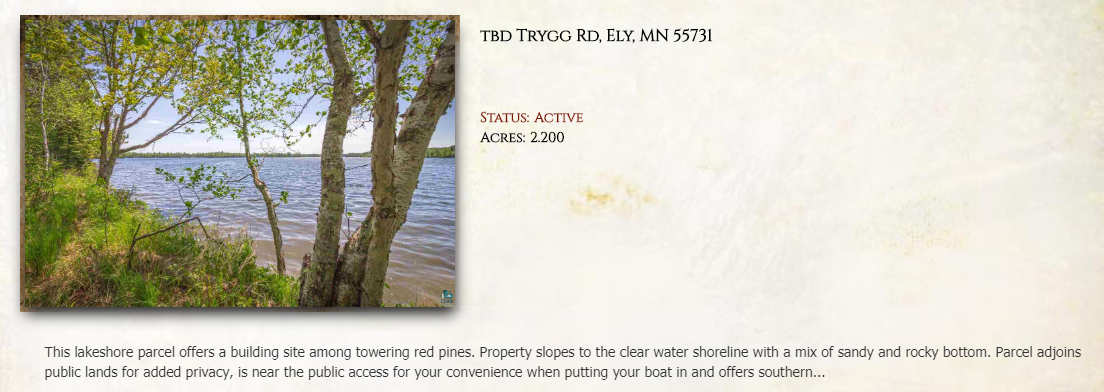 TBD TRYGG RD, ELY, MN 55731
STATUS: ACTIVE
ACRES: 2.200
This lakeshore parcel offers a building site among towering red pines. Property slopes to the clear water shoreline with a mix of sandy and rocky bottom. Parcel adjoins
public lands for added privacy, is near the public access for your convenience when putting your boat in and offers southern...